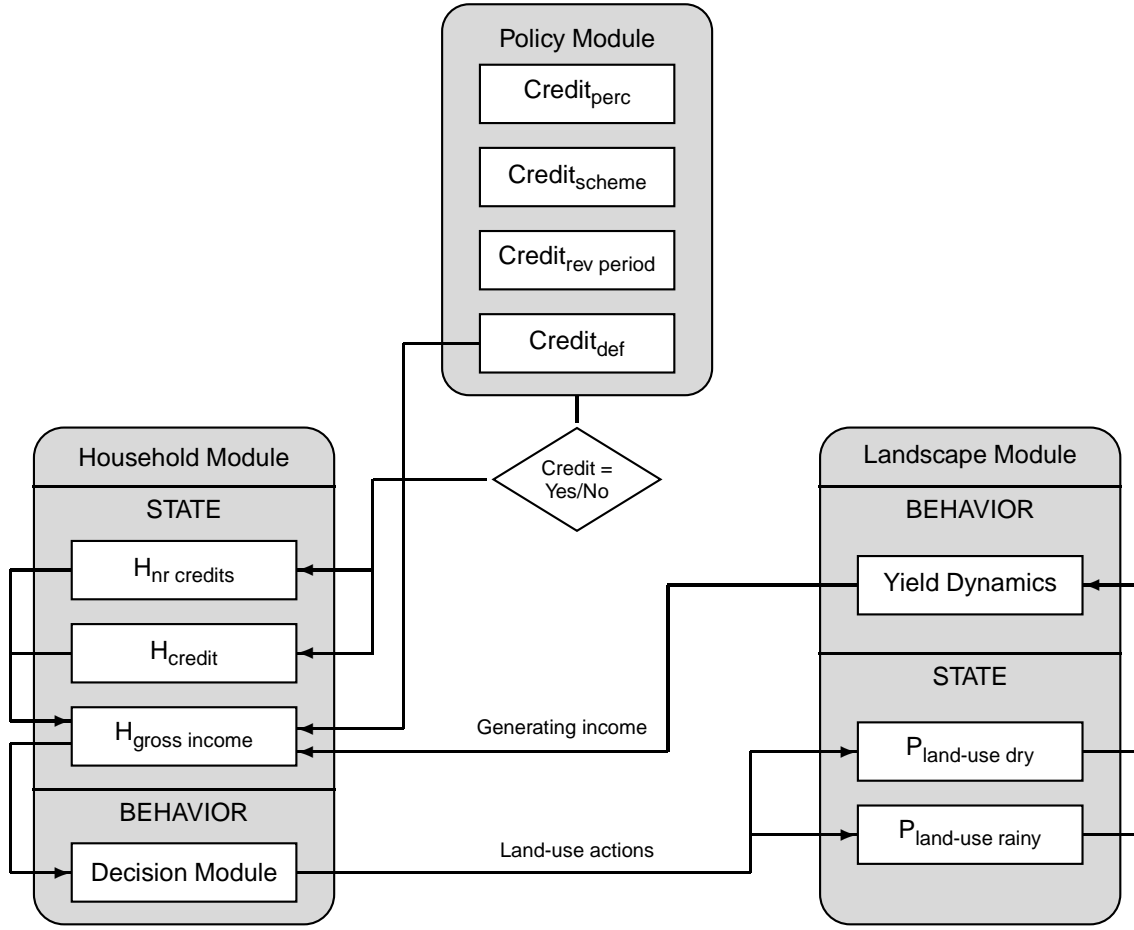 Policy Module
Credit_perc
Credit_scheme
Credit_rev period
Credit_def
Credit =
Yes/No
Household Module
STATE
H_nr credits
H_credit
H_gross income
BEHAVIOR
Decision Module
Generating income
Land-use actions
Landscape Module
BEHAVIOR
Yield Dynamics
STATE
P_land-use dry
P_land-use rainy